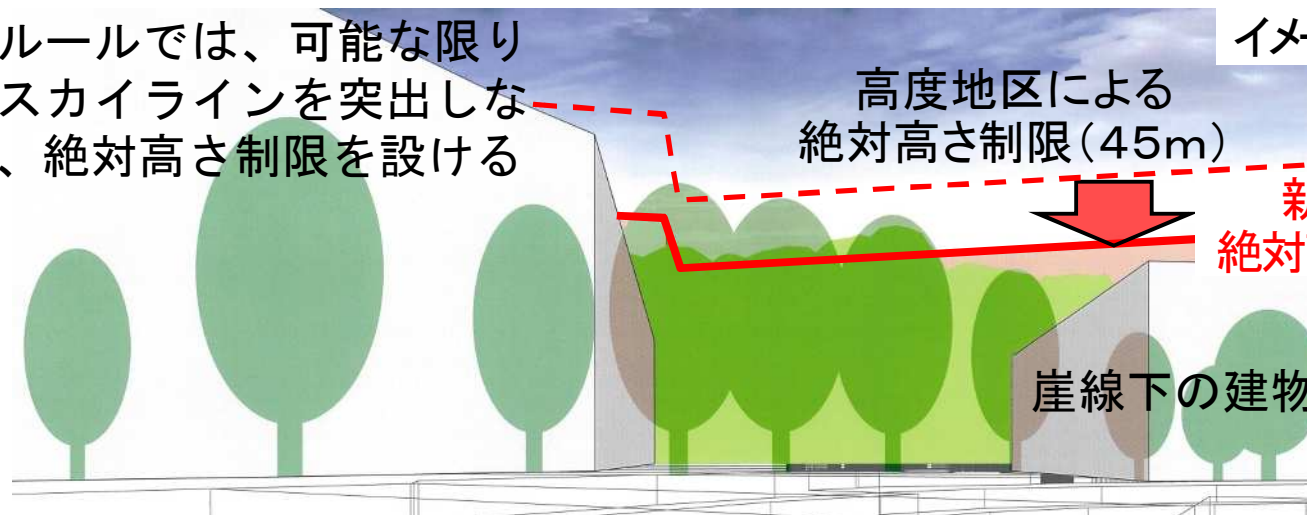 ルールでは、可能な限り
スカイラインを突出しな
、絶対高さ制限を設ける
イメー
高度地区による
絶対高さ制限(45m)
新
絶対
崖線下の建物